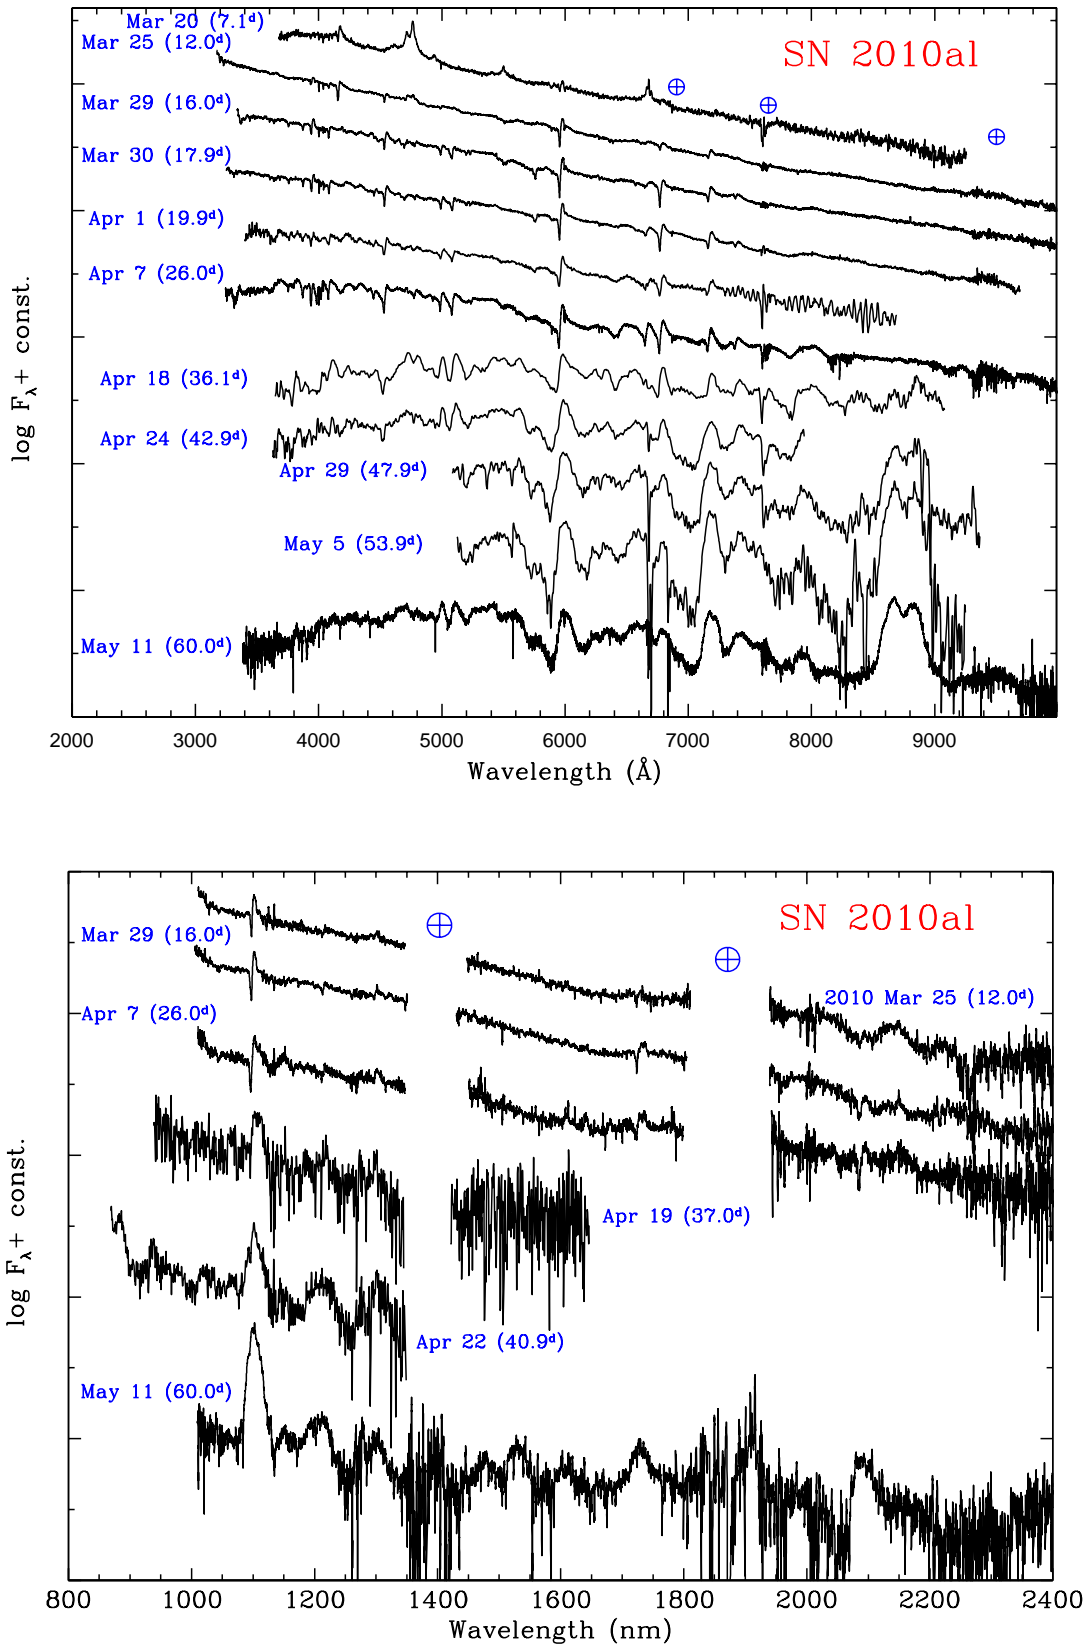 Mar 20 (7.1d)
SN 2010al
Mar 25 (12.0d)
Mar 29 (16.0d)
Mar 30 (17.9d)
Apr 1 (19.9d)
Apr 7 (26.0d)
Apr 18 (36.1d)
Apr 24 (42.9d)
Apr 29 (47.9d)
May 5 (53.9d)
May 11 (60.0d)
log Fλ + const.
2000 3000 4000 5000 6000 7000 8000 9000
Wavelength (Å)
SN 2010al
Mar 29 (16.0d)
2010 Mar 25 (12.0d)
Apr 7 (26.0d)
Apr 19 (37.0d)
Apr 22 (40.9d)
May 11 (60.0d)
log Fλ + const.
800 1000 1200 1400 1600 1800 2000 2200 2400
Wavelength (nm)